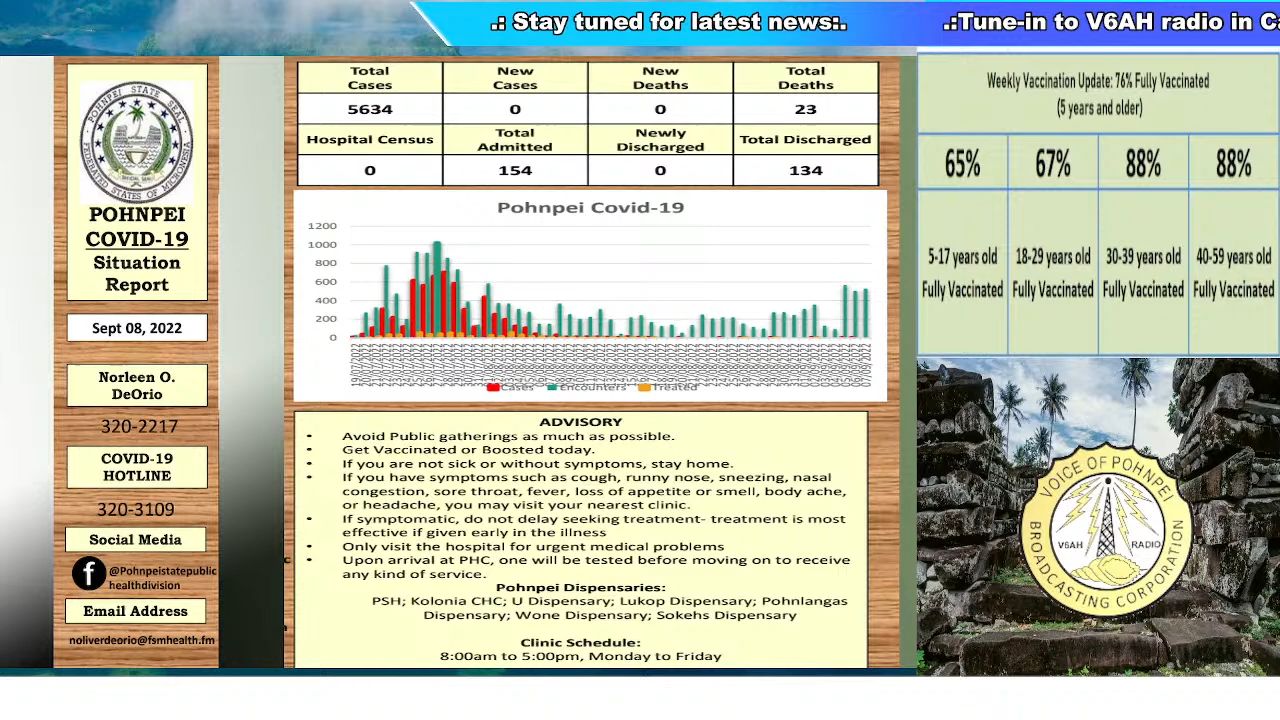 .: Stay tuned for latest news:.
.:Tune-in to V6AH radio in
POHNPEI STATE SEAL
FEDERATED STATES OF MICRONESIA
POHNPEI
COVID-19
Situation
Report
Sept 08, 2022
Norleen O.
DeOrio
320-2217
COVID-19
HOTLINE
320-3109
Social Media
@Pohnpeistatepublic
healthdivision
Email Address
noliverdeorio@fsmhealth.fm
Total Cases
New Cases
New Deaths
Total Deaths
5634
0
0
23
Hospital Census
Total Admitted
Newly Discharged
Total Discharged
0
154
0
134
Pohnpei Covid-19
1200
1000
800
600
400
200
0
Cases
Encounters
Treated
ADVISORY
• Avoid Public gatherings as much as possible.
• Get Vaccinated or Boosted today.
• If you are not sick or without symptoms, stay home.
• If you have symptoms such as cough, runny nose, sneezing, nasal
congestion, sore throat, fever, loss of appetite or smell, body ache,
or headache, you may visit your nearest clinic.
• If symptomatic, do not delay seeking treatment- treatment is most
effective if given early in the illness
• Only visit the hospital for urgent medical problems
• Upon arrival at PHC, one will be tested before moving on to receive
any kind of service.
Pohnpei Dispensaries:
PSH; Kolonia CHC; U Dispensary; Lukop Dispensary; Pohnlangas
Dispensary; Wone Dispensary; Sokehs Dispensary
Clinic Schedule:
8:00am to 5:00pm, Monday to Friday
Weekly Vaccination Update: 76% Fully Vaccinated
(5 years and older)
65%
67%
88%
88%
5-17 years old
Fully Vaccinated
18-29 years old
Fully Vaccinated
30-39 years old
Fully Vaccinated
40-59 years old
Fully Vaccinated
VOICE OF POHNPEI
V6AH RADIO
BROADCASTING CORPORATION